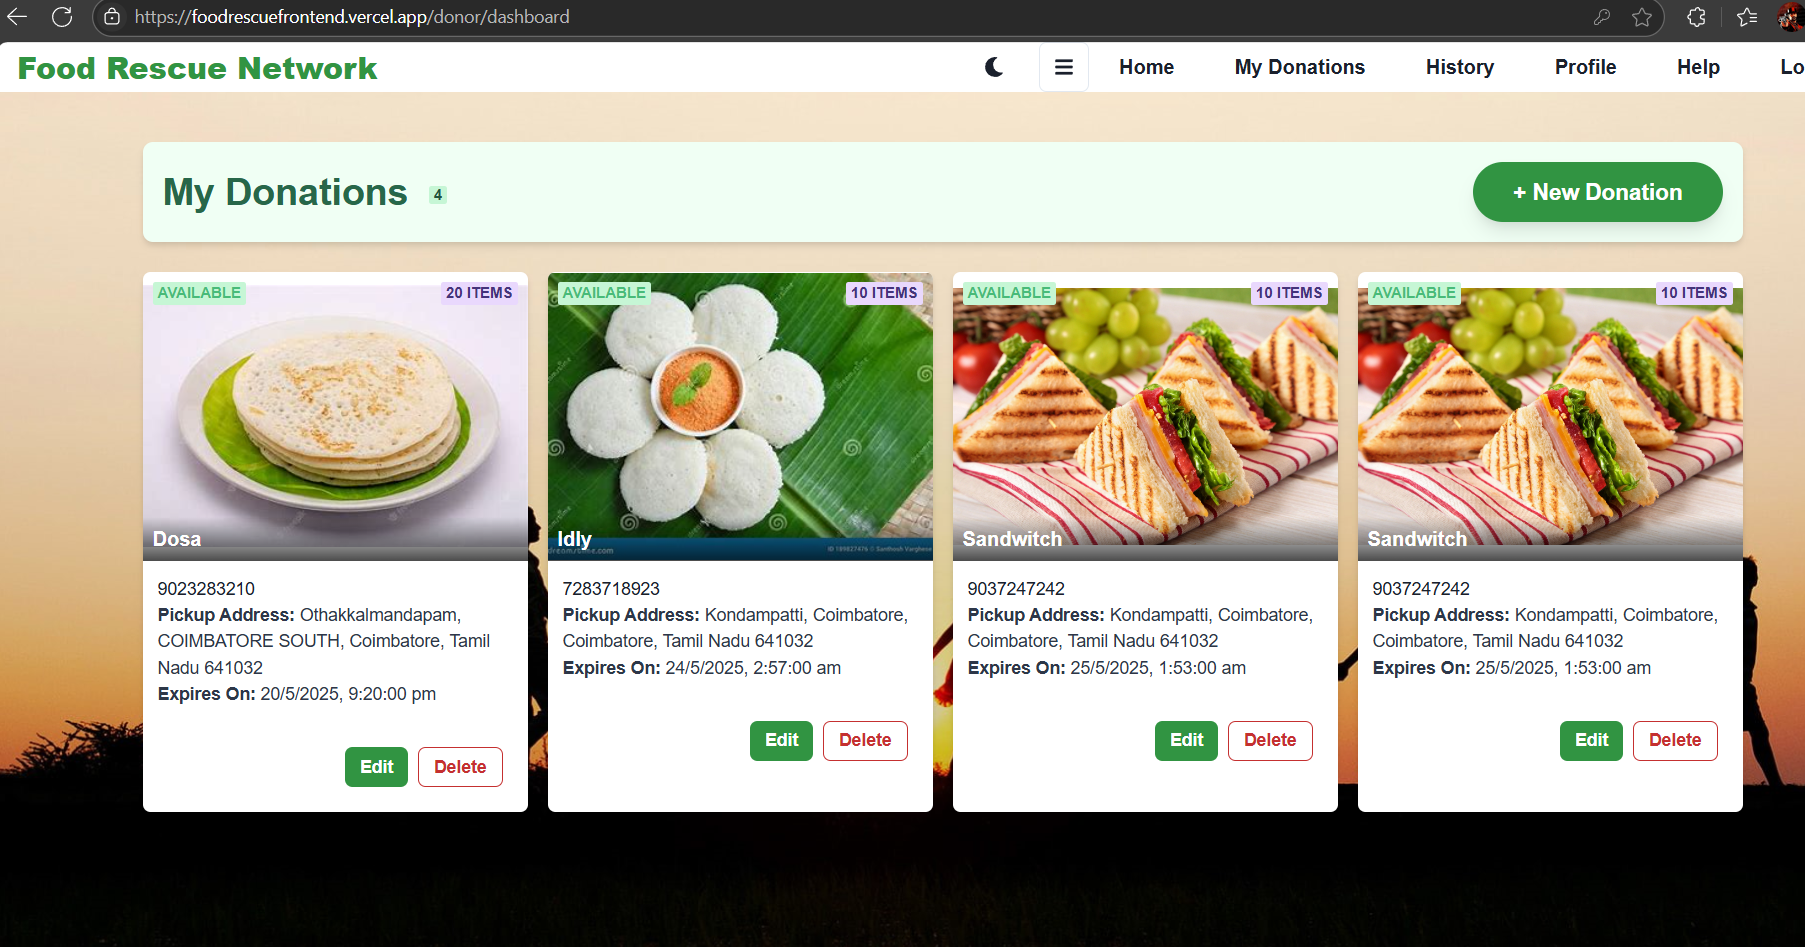 https://foodrescuefrontend.vercel.app/donor/dashboard
Food Rescue Network
Home My Donations History Profile Help Lo
My Donations 4
+ New Donation
AVAILABLE 20 ITEMS
Dosa
9023283210
Pickup Address: Othakkalmandapam,
COIMBATORE SOUTH, Coimbatore, Tamil
Nadu 641032
Expires On: 20/5/2025, 9:20:00 pm
Edit Delete
AVAILABLE 10 ITEMS
Idly
dreamstime.com
ID 189827476 © Santhosh Varghese
7283718923
Pickup Address: Kondampatti, Coimbatore,
Coimbatore, Tamil Nadu 641032
Expires On: 24/5/2025, 2:57:00 am
Edit Delete
AVAILABLE 10 ITEMS
Sandwitch
9037247242
Pickup Address: Kondampatti, Coimbatore,
Coimbatore, Tamil Nadu 641032
Expires On: 25/5/2025, 1:53:00 am
Edit Delete
AVAILABLE 10 ITEMS
Sandwitch
9037247242
Pickup Address: Kondampatti, Coimbatore,
Coimbatore, Tamil Nadu 641032
Expires On: 25/5/2025, 1:53:00 am
Edit Delete